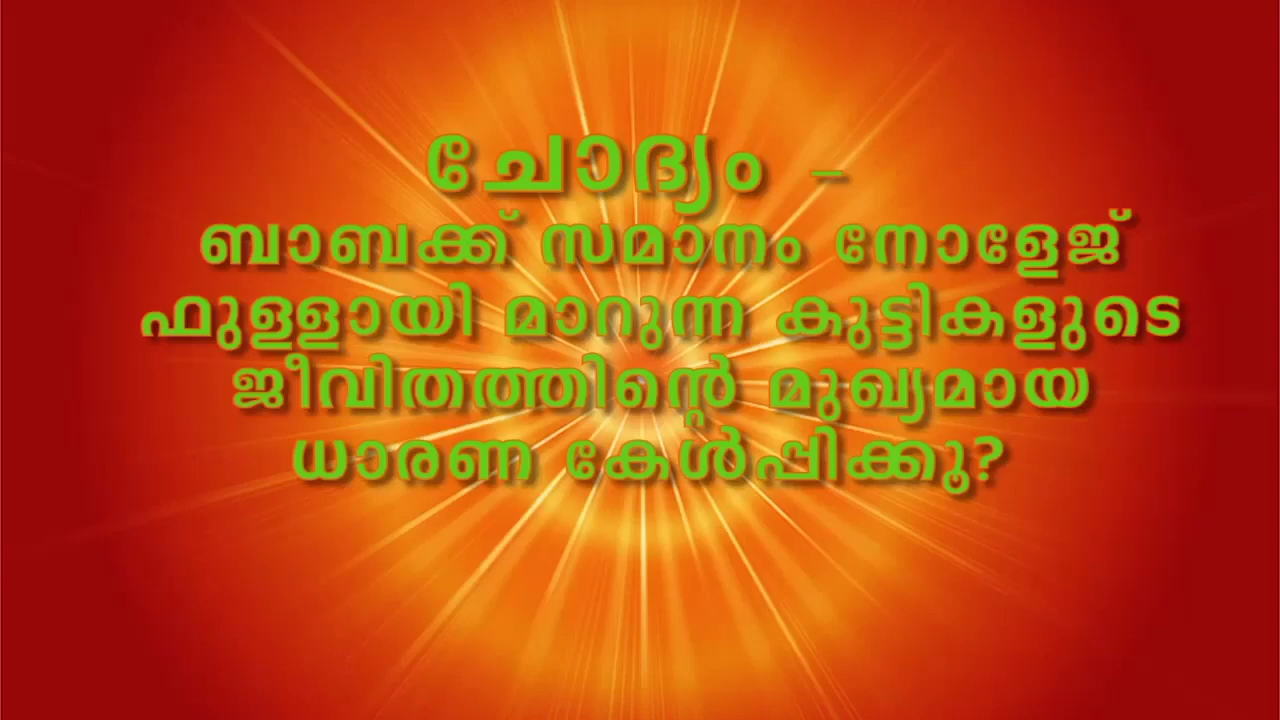 ചോദ്യം -
ബാബക്ക് സമാനം നോളേജ്
ഫുള്ളായി മാറുന്ന കുട്ടികളുടെ
ജീവിതത്തിന്റെ മുഖ്യമായ
ധാരണ കേൾപ്പിക്കൂ?